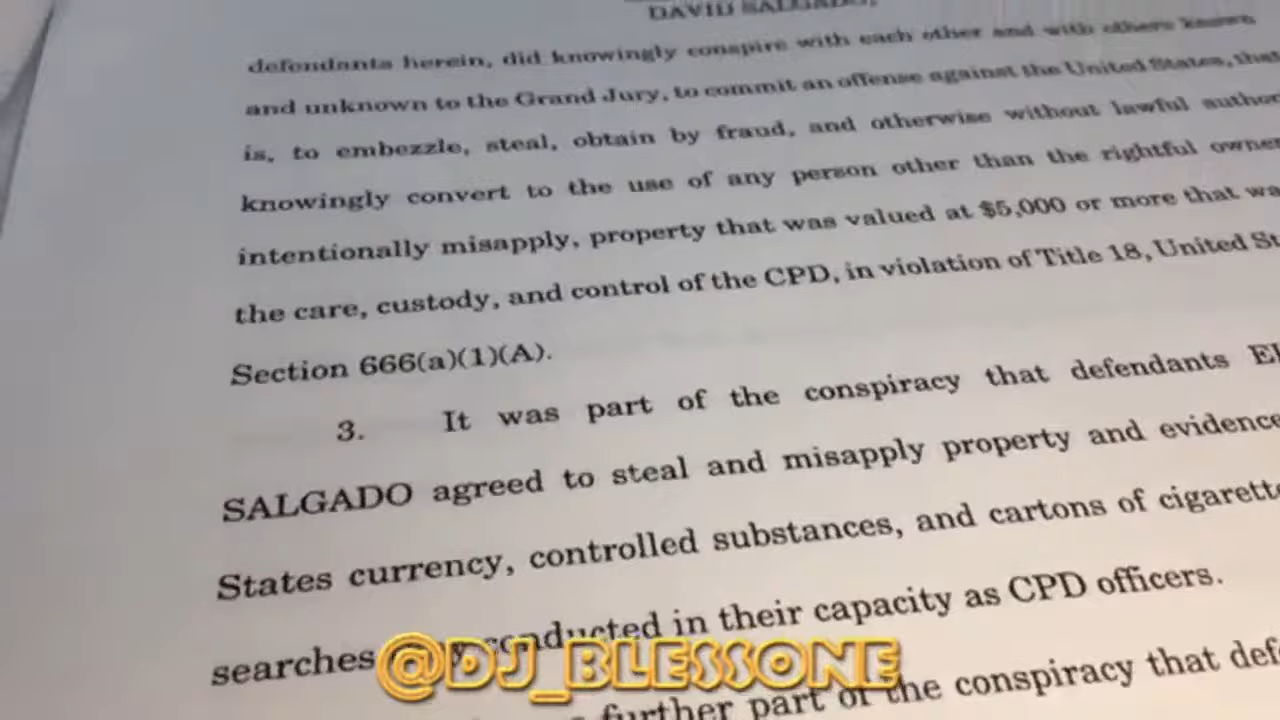 DAVID SALGADO,
defendants herein, did knowingly conspire with each other and with others known
and unknown to the Grand Jury, to commit an offense against the United States, that
is, to embezzle, steal, obtain by fraud, and otherwise without lawful author
knowingly convert to the use of any person other than the rightful owner
intentionally misapply, property that was valued at $5,000 or more that wa
the care, custody, and control of the CPD, in violation of Title 18, United St
Section 666(a)(1)(A).
3. It was part of the conspiracy that defendants El
SALGADO agreed to steal and misapply property and evidence
States currency, controlled substances, and cartons of cigarette
searches conducted in their capacity as CPD officers.
@DJ_BLESSONE
further part of the conspiracy that def